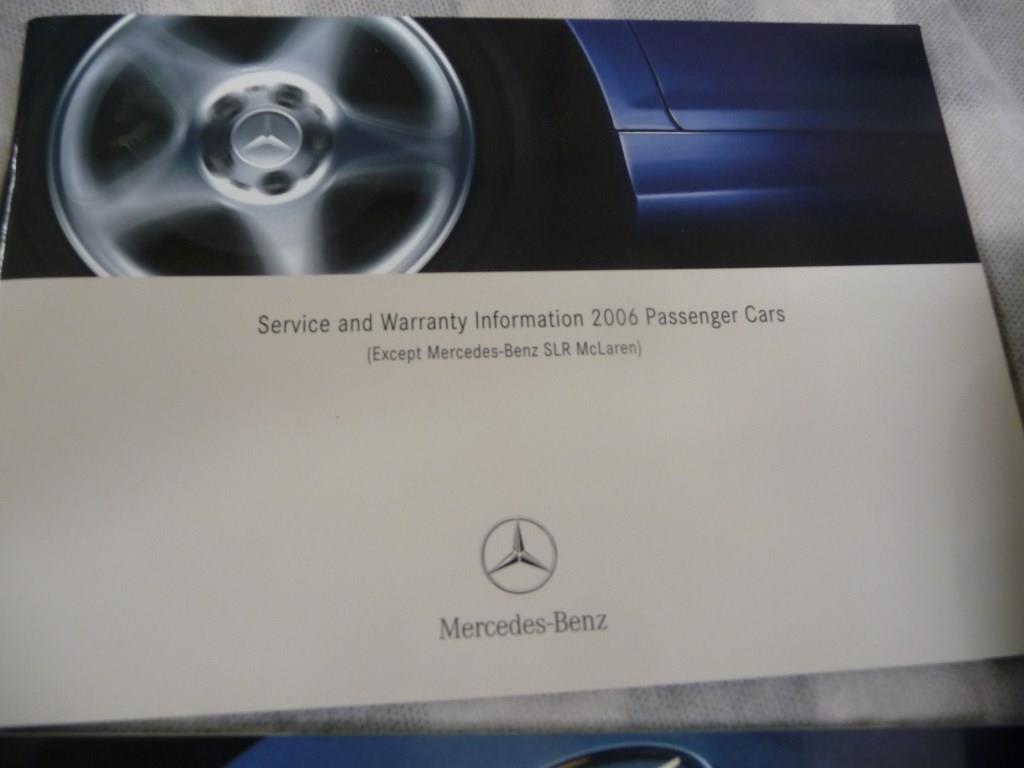 Service and Warranty Information 2006 Passenger Cars
(Except Mercedes-Benz SLR McLaren)
Mercedes-Benz